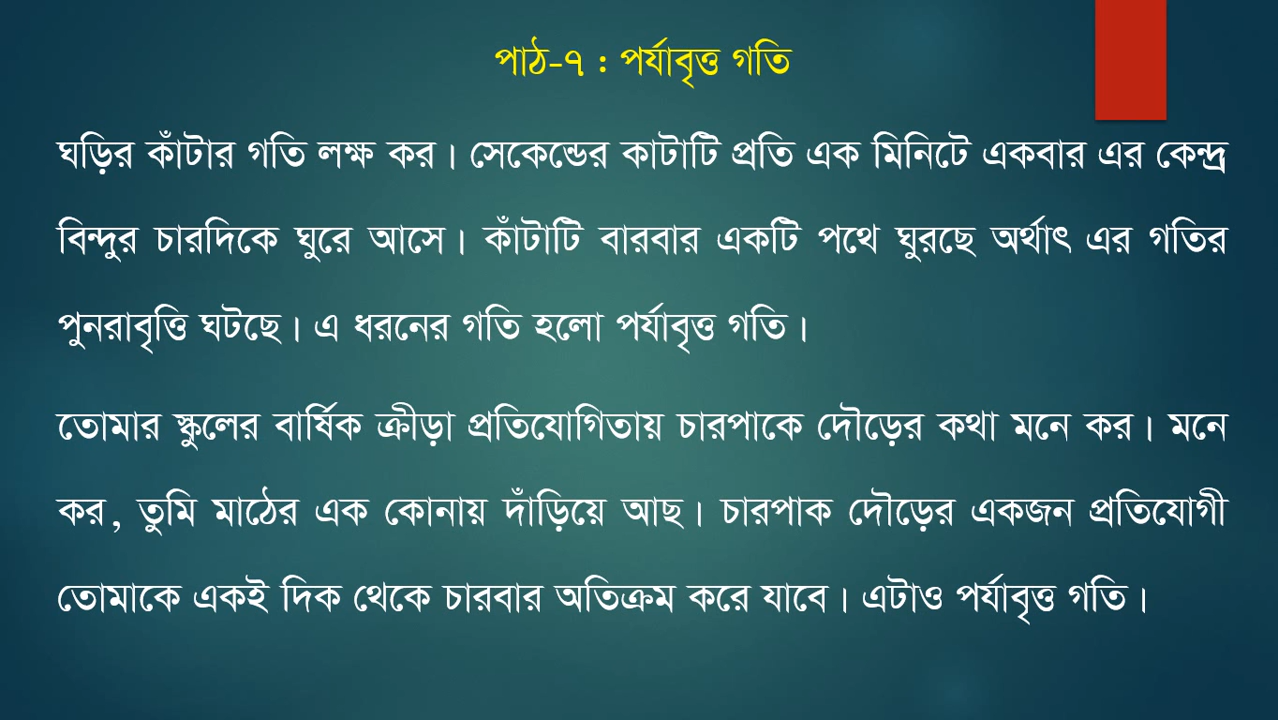 পাঠ-৭ : পর্যাবৃত্ত গতি
ঘড়ির কাঁটার গতি লক্ষ কর। সেকেন্ডের কাটাটি প্রতি এক মিনিটে একবার এর কেন্দ্র
বিন্দুর চারদিকে ঘুরে আসে। কাঁটাটি বারবার একটি পথে ঘুরছে অর্থাৎ এর গতির
পুনরাবৃত্তি ঘটছে। এ ধরনের গতি হলো পর্যাবৃত্ত গতি।
তোমার স্কুলের বার্ষিক ক্রীড়া প্রতিযোগিতায় চারপাকে দৌড়ের কথা মনে কর। মনে
কর, তুমি মাঠের এক কোনায় দাঁড়িয়ে আছ। চারপাক দৌড়ের একজন প্রতিযোগী
তোমাকে একই দিক থেকে চারবার অতিক্রম করে যাবে। এটাও পর্যাবৃত্ত গতি।